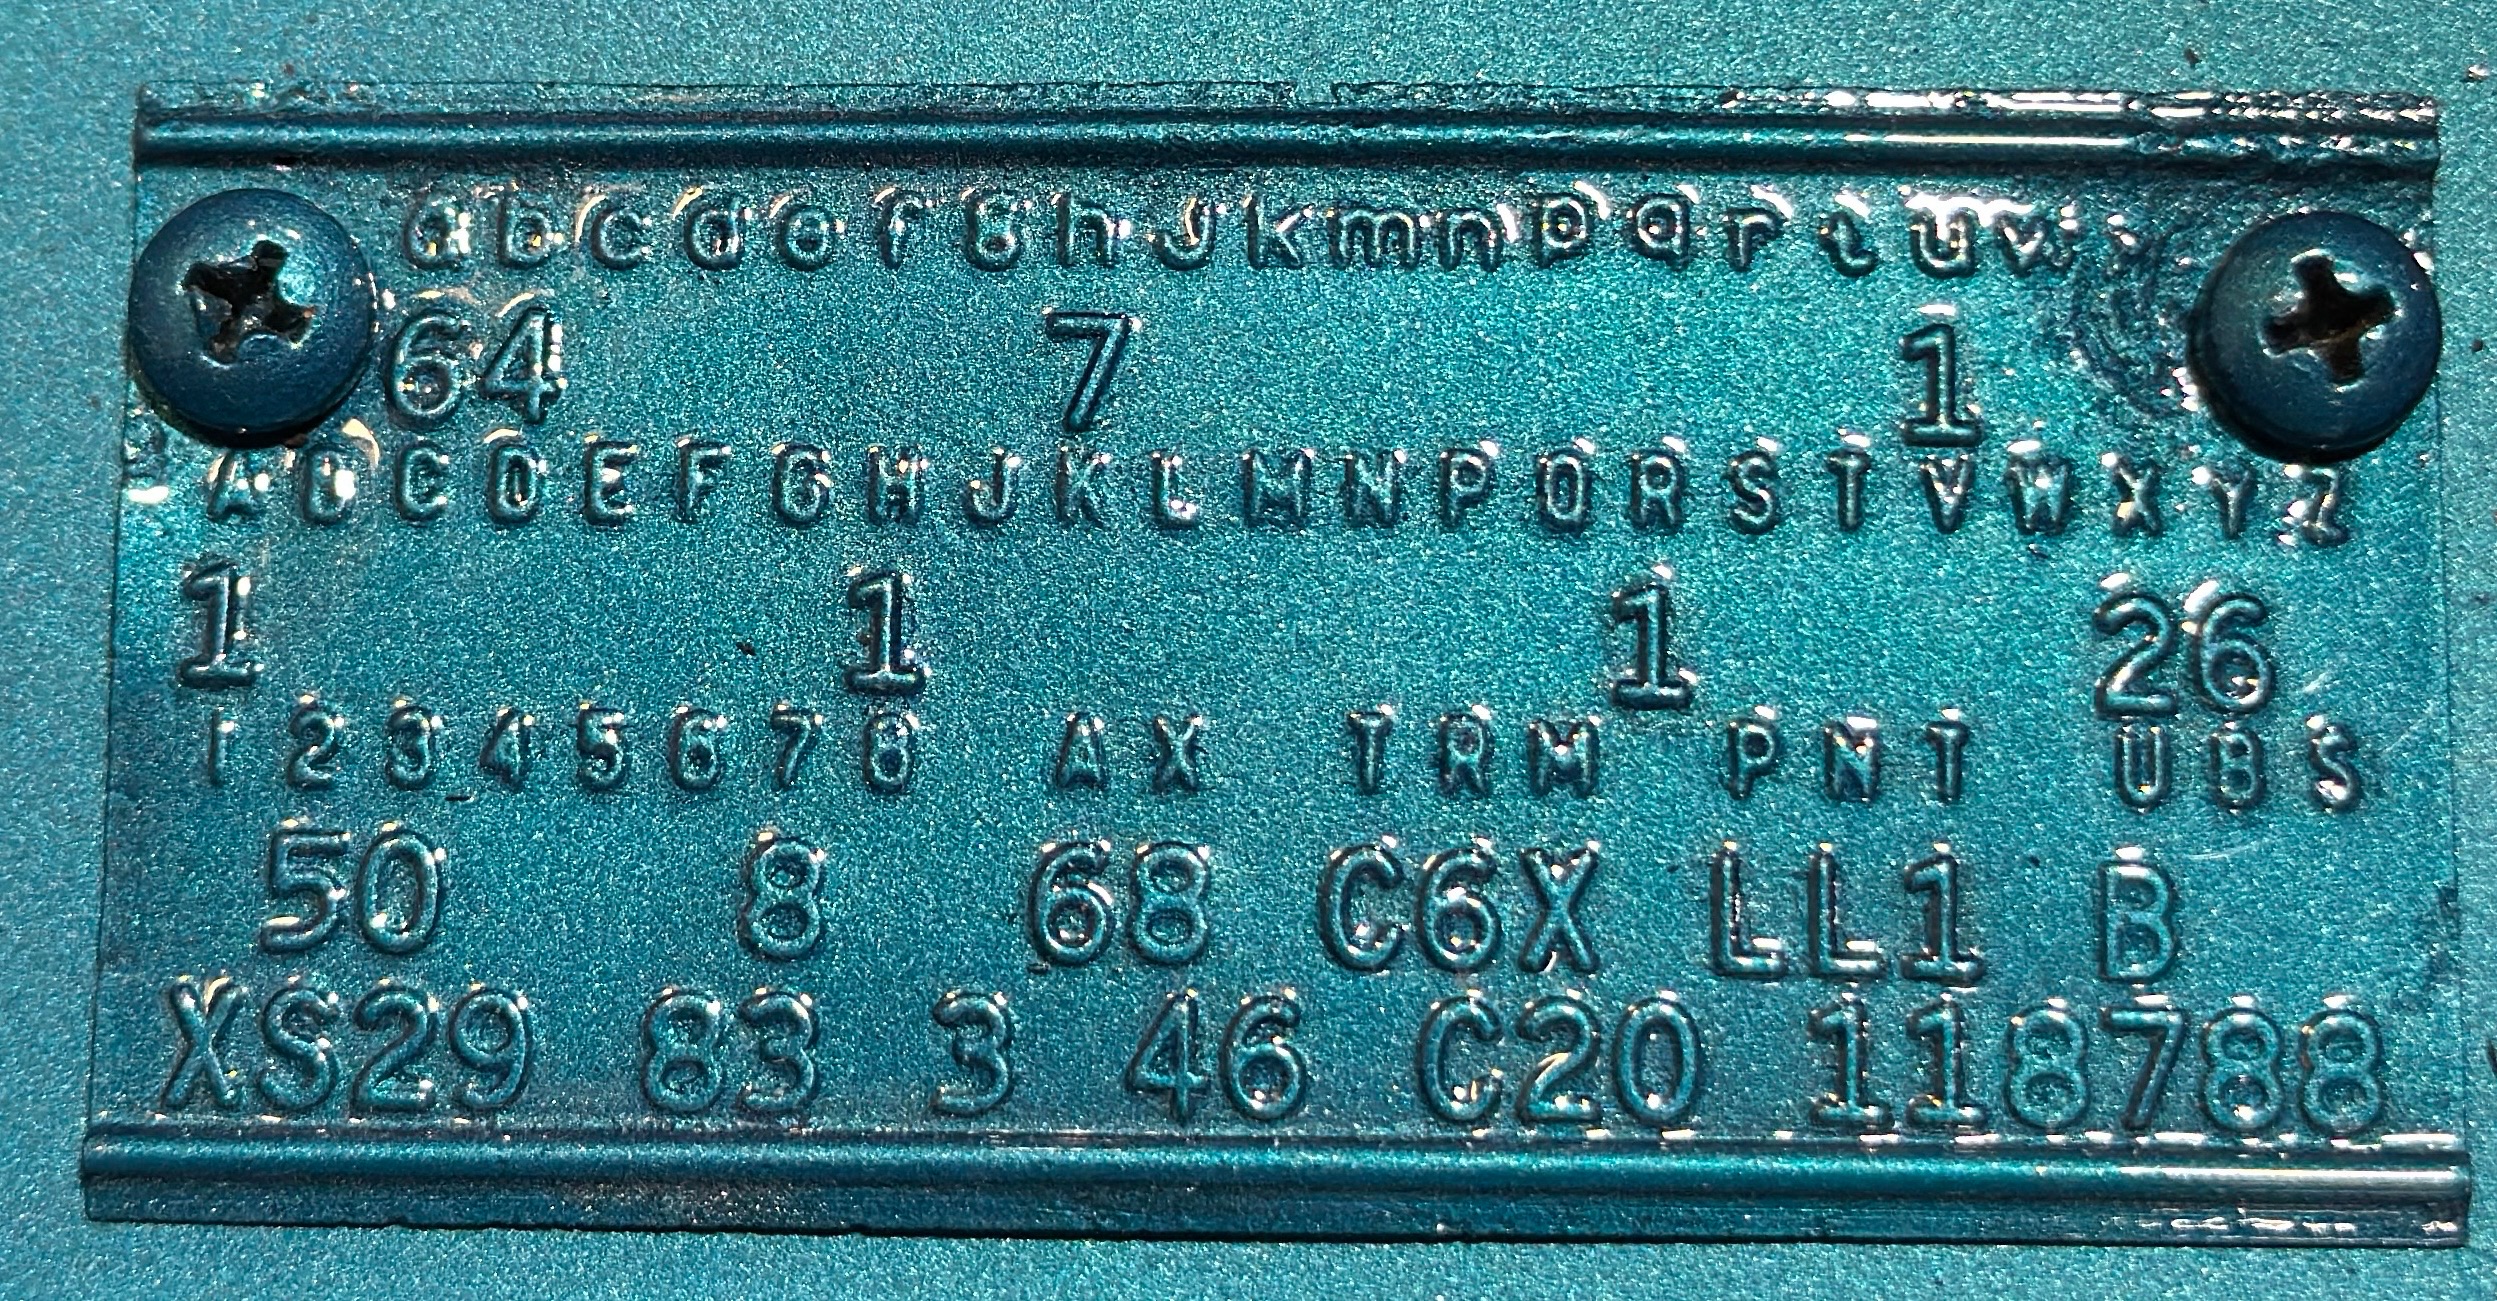 a b c d e f g h j k m n p q r t u w x
64 7 1
A B C D E F G H J K L M N P Q R S T V W X Y Z
1 1 1 26
1 2 3 4 5 6 7 8 AX TRM PNT UBS
50 8 68 C6X LL1 B
XS29 83 3 46 C20 118788